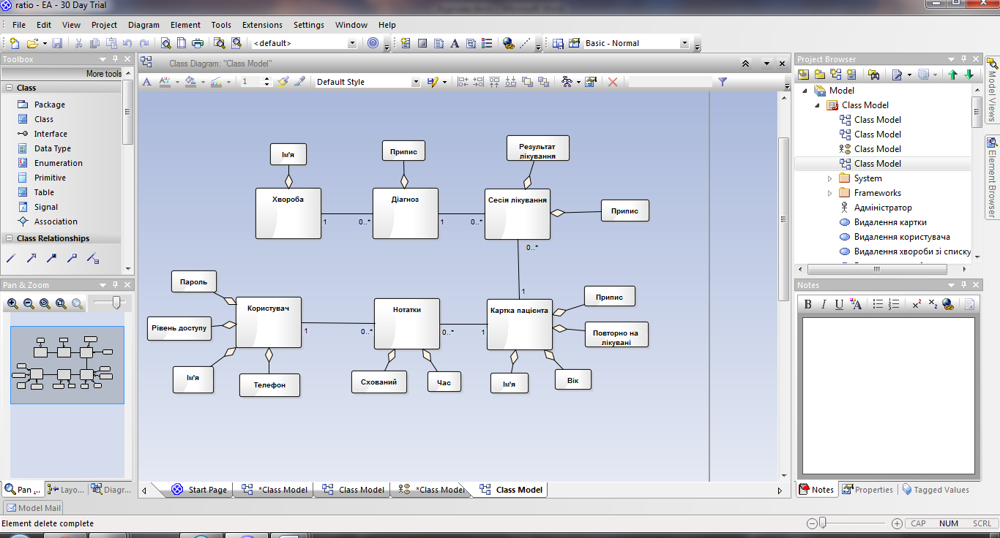 ratio - EA - 30 Day Trial
File Edit View Project Diagram Element Tools Extensions Settings Window Help
<default>
Basic - Normal
Toolbox
More tools
Class
Package
Class
Interface
Data Type
Enumeration
Primitive
Table
Signal
Association
Class Relationships
Pan & Zoom
Pan ...
Layo...
Diagr...
Model Mail
Element delete complete
Class Diagram: "Class Model"
1
Default Style
Ім'я
Припис
Результат
лікування
Хвороба
1
0..*
Діагноз
1
0..*
Сесія лікування
Припис
0..*
1
Пароль
Рівень доступу
Користувач
1
0..*
Нотатки
0..*
1
Картка пацієнта
Припис
Повторно на
лікувані
Ім'я
Телефон
Схований
Час
Ім'я
Вік
Start Page
*Class Model
Class Model
*Class Model
Class Model
Project Browser
Model
Class Model
Class Model
Class Model
Class Model
Class Model
System
Frameworks
Адміністратор
Видалення картки
Видалення користувача
Видалення хвороби зі списку
Notes
B I U A
Notes
Properties
Tagged Values
Model Views
Element Browser
CAP NUM SCRL